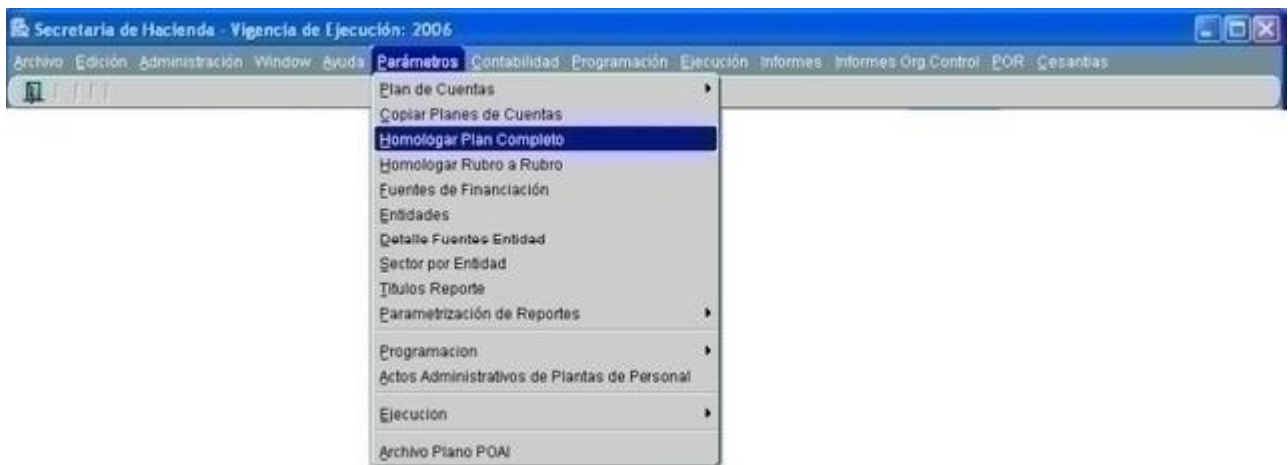 Secretaria de Hacienda - Vigencia de Ejecución: 2006
Archivo Edición Administración Window Ayuda Parámetros Contabilidad Programación Ejecución Informes Informes Org.Control POR Cesantias
Plan de Cuentas
Copiar Planes de Cuentas
Homologar Plan Completo
Homologar Rubro a Rubro
Fuentes de Financiación
Entidades
Detalle Fuentes Entidad
Sector por Entidad
Titulos Reporte
Parametrización de Reportes
Programacion
Actos Administrativos de Plantas de Personal
Ejecucion
Archivo Plano POAI